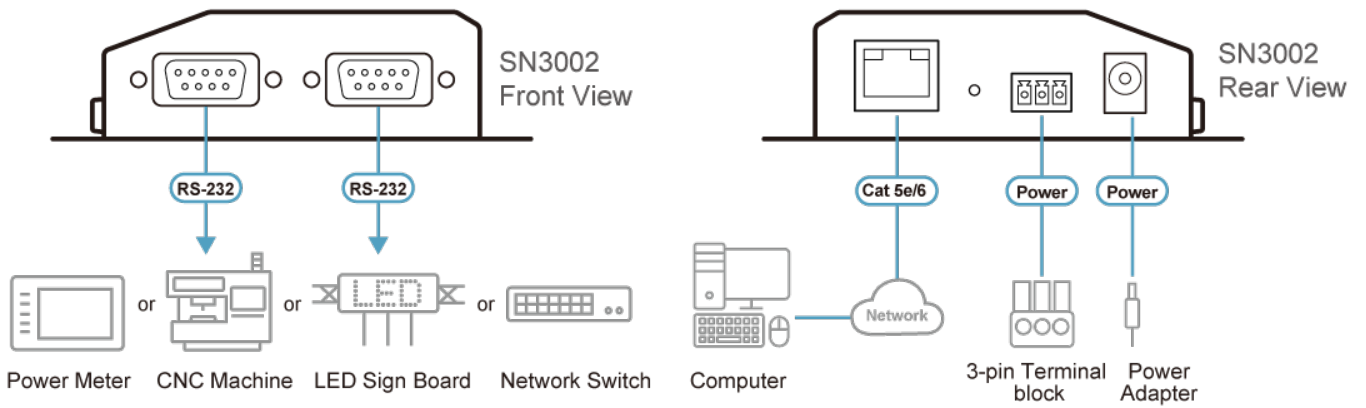 SN3002
Front View
SN3002
Rear View
RS-232
RS-232
Cat 5e/6
Power
Power
LED
Network
or
or
or
Power Meter
CNC Machine
LED Sign Board
Network Switch
Computer
3-pin Terminal
block
Power
Adapter